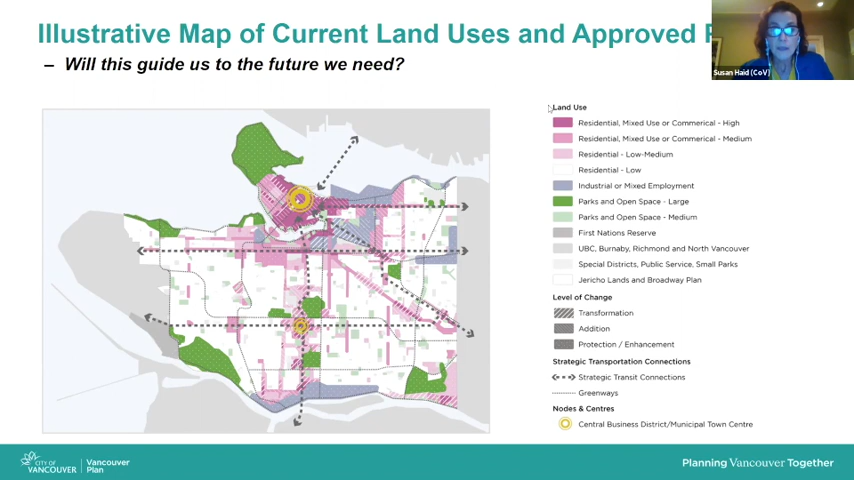 Illustrative Map of Current Land Uses and Approved
– Will this guide us to the future we need?
Susan Haid (CoV)
Land Use
Residential, Mixed Use or Commerical - High
Residential, Mixed Use or Commerical - Medium
Residential - Low-Medium
Residential - Low
Industrial or Mixed Employment
Parks and Open Space - Large
Parks and Open Space - Medium
First Nations Reserve
UBC, Burnaby, Richmond and North Vancouver
Special Districts, Public Service, Small Parks
Jericho Lands and Broadway Plan
Level of Change
Transformation
Addition
Protection / Enhancement
Strategic Transportation Connections
Strategic Transit Connections
Greenways
Nodes & Centres
Central Business District/Municipal Town Centre
CITY OF
VANCOUVER
Vancouver
Plan
Planning Vancouver Together